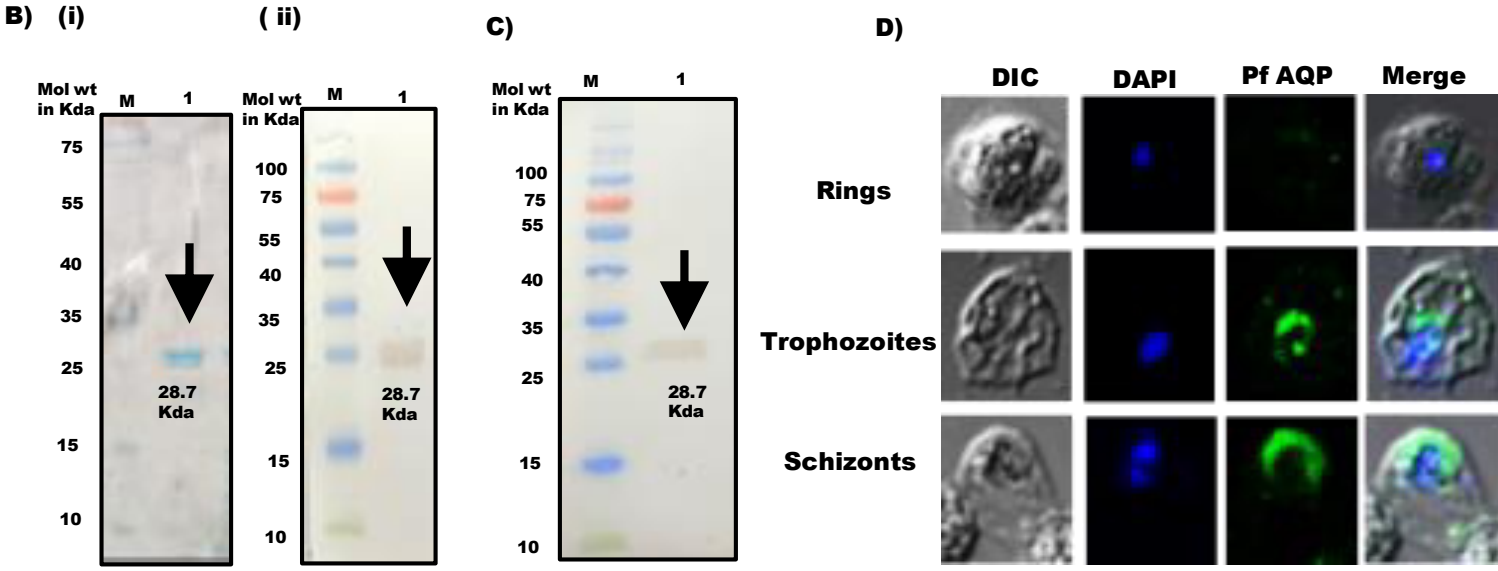 B) (i)
( ii)
C)
D)
Mol wt
in Kda
M
1
75
55
40
35
25
15
10
28.7
Kda
Mol wt
in Kda
M
1
100
75
55
40
35
25
15
10
28.7
Kda
Mol wt
in Kda
M
1
100
75
55
40
35
25
15
10
28.7
Kda
DIC DAPI Pf AQP Merge
Rings
Trophozoites
Schizonts